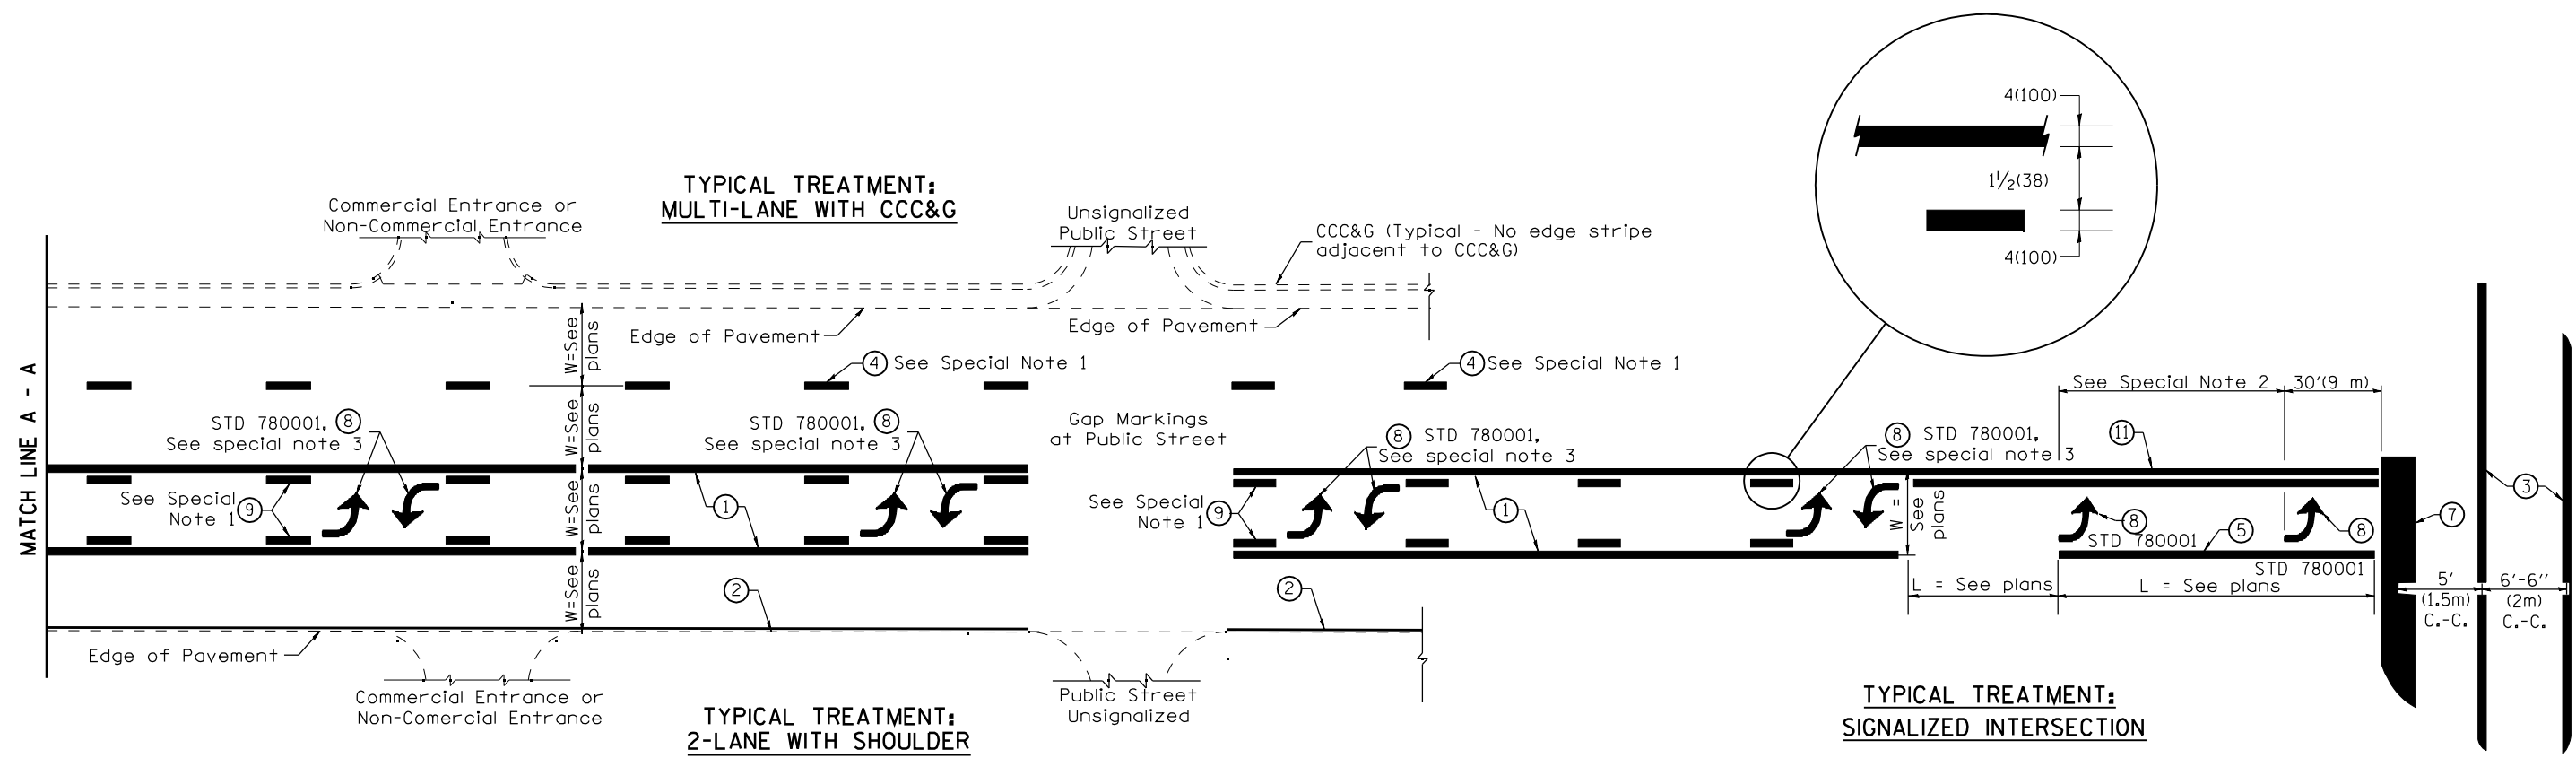 MATCH LINE A - A
Commercial Entrance or
Non-Commercial Entrance
TYPICAL TREATMENT:
MULTI-LANE WITH CCC&G
Unsignalized
Public Street
CCC&G (Typical - No edge stripe
adjacent to CCC&G)
4(100)
1½(38)
4(100)
W=See
plans
Edge of Pavement
Edge of Pavement
4 See Special Note 1
4 See Special Note 1
STD 780001, 8
See special note 3
W=See
plans
STD 780001, 8
See special note 3
Gap Markings
at Public Street
8 STD 780001,
See special note 3
8 STD 780001,
See special note 3
See Special Note 2
30'(9 m)
11
See Special
Note 1 9
W=See
plans
1
See Special
Note 1 9
1
W =
See
plans
8
STD 780001
5
8
STD 780001
7
3
W=See
plans
2
2
L = See plans
L = See plans
5'
(1.5m)
C.-C.
6'-6''
(2m)
C.-C.
Edge of Pavement
Commercial Entrance or
Non-Comercial Entrance
TYPICAL TREATMENT:
2-LANE WITH SHOULDER
Public Street
Unsignalized
TYPICAL TREATMENT:
SIGNALIZED INTERSECTION